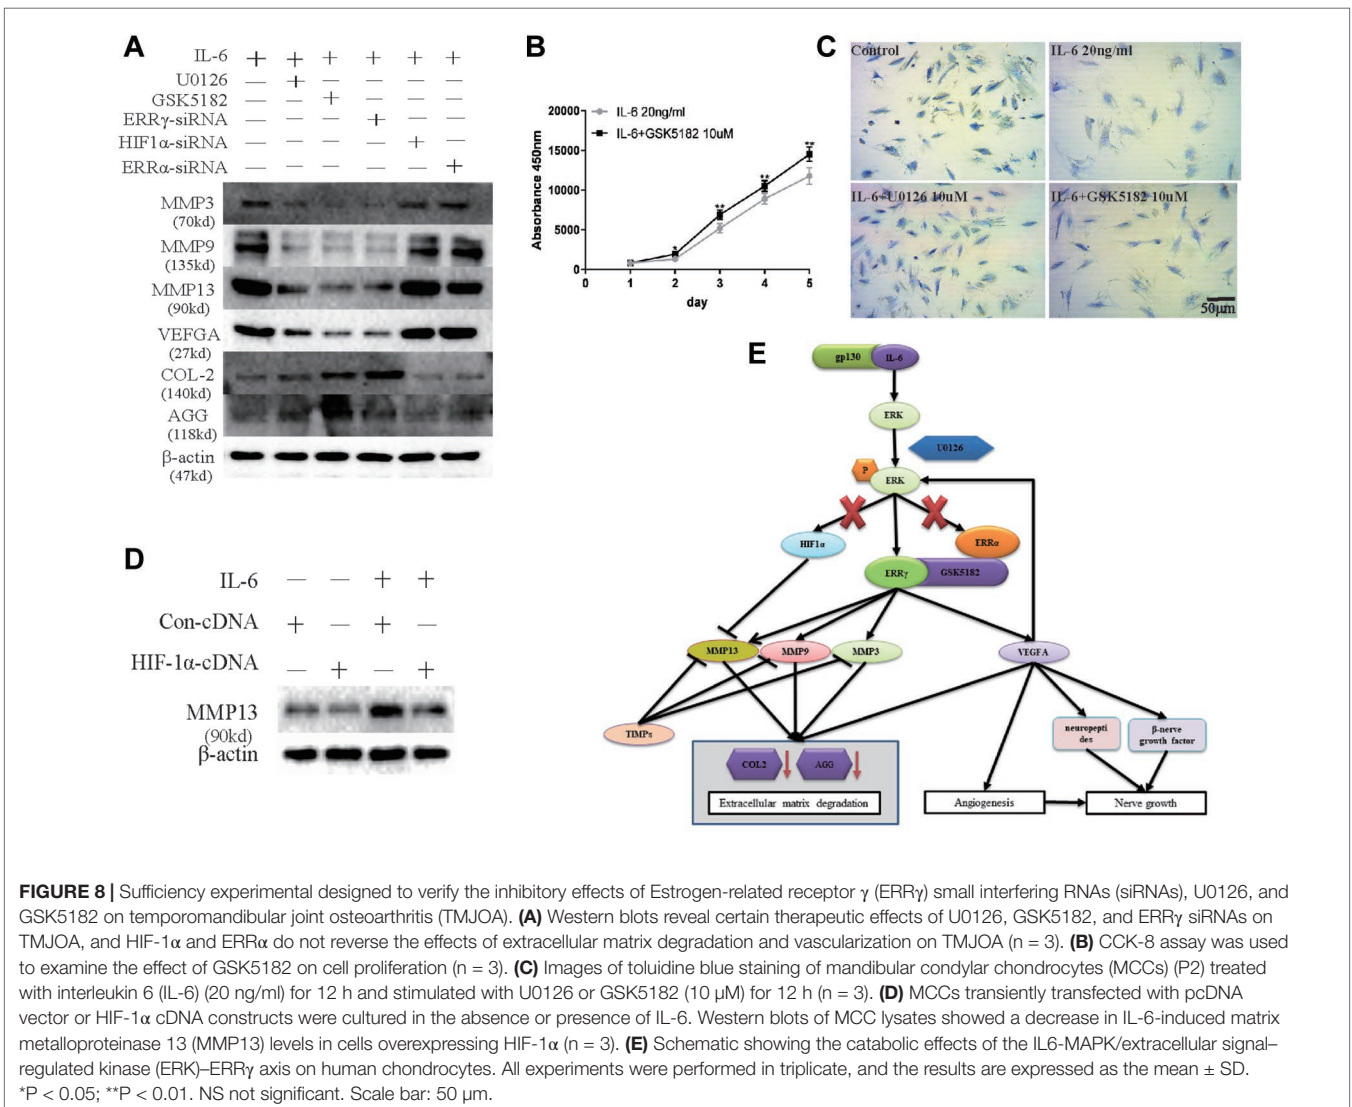 A
IL-6 + + + + + +
U0126 — + — — — —
GSK5182 — — + — — —
ERRγ-siRNA — — — + — —
HIF1α-siRNA — — — — + —
ERRα-siRNA — — — — — +
MMP3
(70kd)
MMP9
(135kd)
MMP13
(90kd)
VEFGA
(27kd)
COL-2
(140kd)
AGG
(118kd)
β-actin
(47kd)
B
Absorbance 450nm
20000
15000
10000
5000
0
0 1 2 3 4 5
day
IL-6 20ng/ml
IL-6+GSK5182 10uM
*
**
**
**
C
Control
IL-6 20ng/ml
IL-6+U0126 10uM
IL-6+GSK5182 10uM
50μm
D
IL-6 — — + +
Con-cDNA + — + —
HIF-1α-cDNA — + — +
MMP13
(90kd)
β-actin
E
gp130 IL-6
ERK
U0126
P
ERK
HIF1α
ERRα
ERRγ GSK5182
MMP13 MMP9 MMP3 VEGFA
TIMPs
neuropepti
des
β-nerve
growth factor
COL2 AGG
Extracellular matrix degradation
Angiogenesis
Nerve growth
FIGURE 8 | Sufficiency experimental designed to verify the inhibitory effects of Estrogen-related receptor γ (ERRγ) small interfering RNAs (siRNAs), U0126, and
GSK5182 on temporomandibular joint osteoarthritis (TMJOA). (A) Western blots reveal certain therapeutic effects of U0126, GSK5182, and ERRγ siRNAs on
TMJOA, and HIF-1α and ERRα do not reverse the effects of extracellular matrix degradation and vascularization on TMJOA (n = 3). (B) CCK-8 assay was used
to examine the effect of GSK5182 on cell proliferation (n = 3). (C) Images of toluidine blue staining of mandibular condylar chondrocytes (MCCs) (P2) treated
with interleukin 6 (IL-6) (20 ng/ml) for 12 h and stimulated with U0126 or GSK5182 (10 μM) for 12 h (n = 3). (D) MCCs transiently transfected with pcDNA
vector or HIF-1α cDNA constructs were cultured in the absence or presence of IL-6. Western blots of MCC lysates showed a decrease in IL-6-induced matrix
metalloproteinase 13 (MMP13) levels in cells overexpressing HIF-1α (n = 3). (E) Schematic showing the catabolic effects of the IL6-MAPK/extracellular signal–
regulated kinase (ERK)–ERRγ axis on human chondrocytes. All experiments were performed in triplicate, and the results are expressed as the mean ± SD.
*P < 0.05; **P < 0.01. NS not significant. Scale bar: 50 μm.